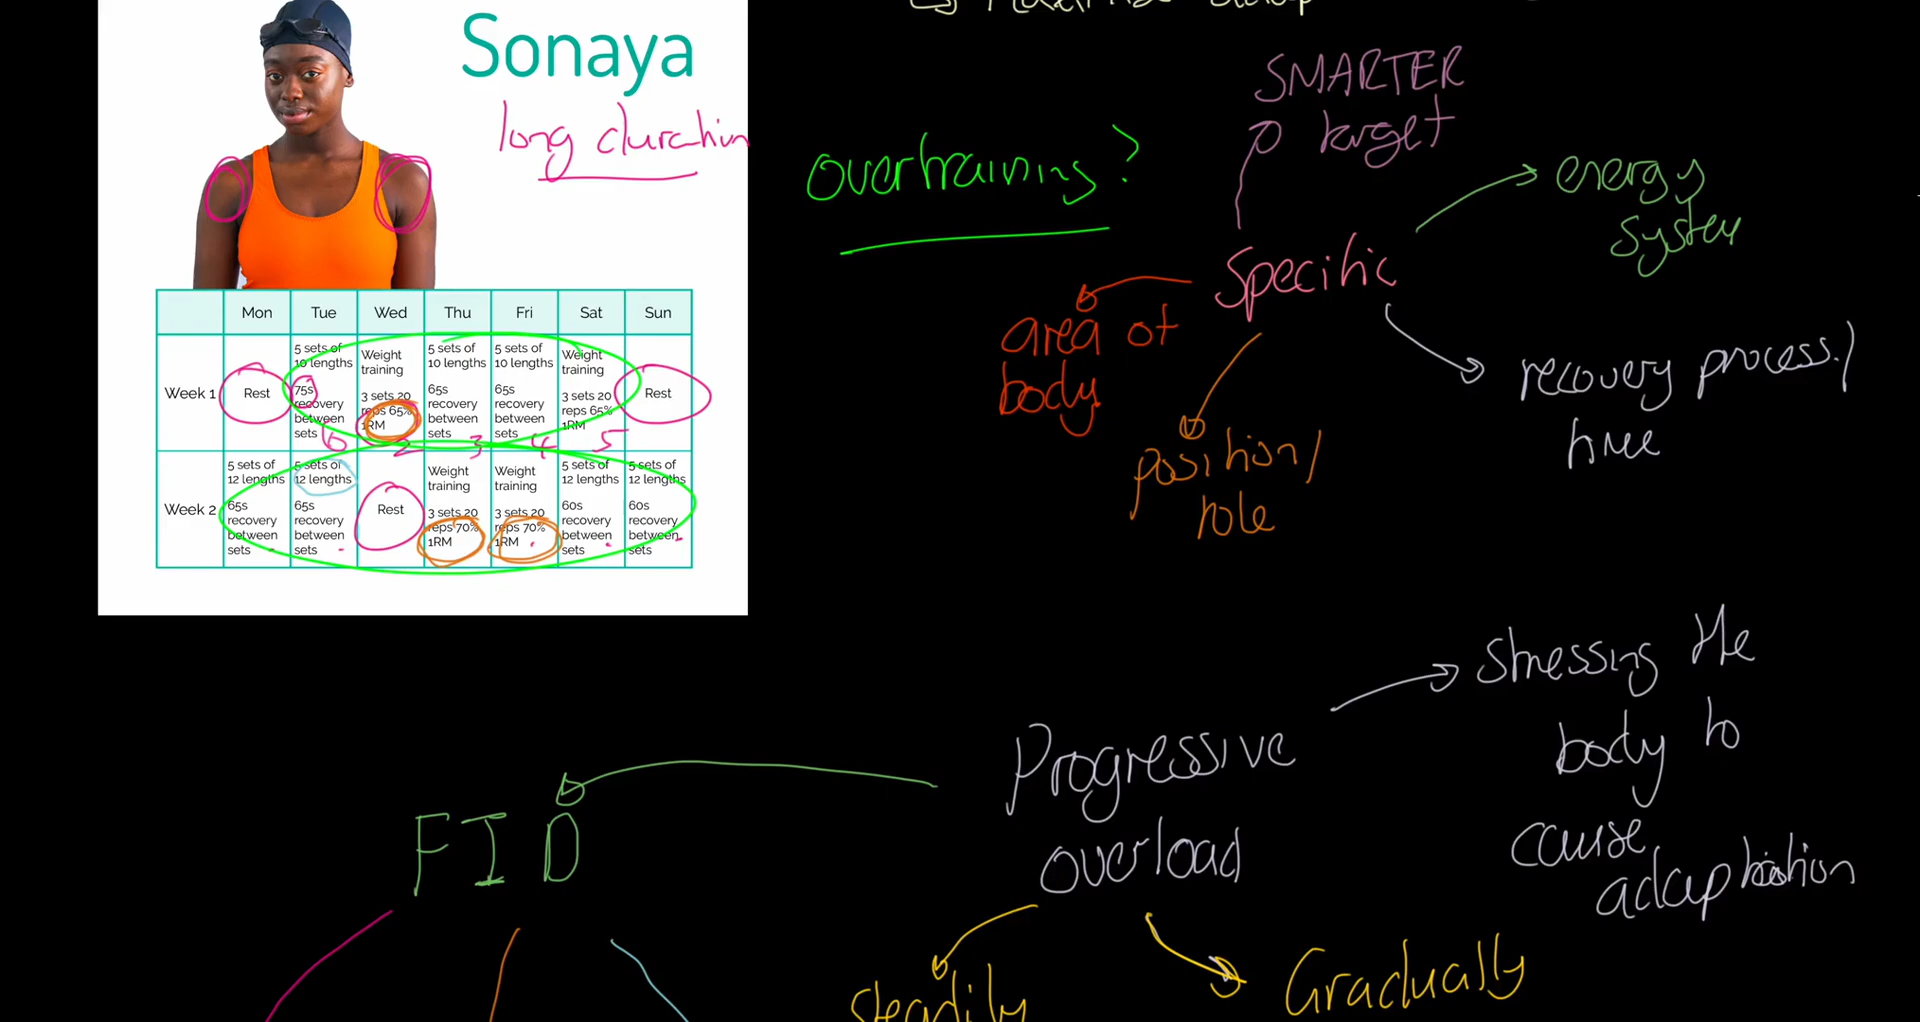 Sonaya
long duration
Mon Tue Wed Thu Fri Sat Sun
Week 1
Rest
5 sets of
10 lengths
75s
recovery
between
sets
Weight
training
3 sets 20
reps 65%
1RM
5 sets of
10 lengths
65s
recovery
between
sets
5 sets of
10 lengths
65s
recovery
between
sets
Weight
training
3 sets 20
reps 65%
1RM
Rest
2 3 4 5
Week 2
5 sets of
12 lengths
65s
recovery
between
sets
5 sets of
12 lengths
65s
recovery
between
sets
Rest
Weight
training
3 sets 20
reps 70%
1RM
Weight
training
3 sets 20
reps 70%
1RM
5 sets of
12 lengths
60s
recovery
between
sets
5 sets of
12 lengths
60s
recovery
between
sets
overtraining?
SMARTER
target
Specific
energy
system
area of
body
position/
role
recovery process/
time
Progressive
overload
stressing the
body to
cause
adaptation
FID
Steadily
Gradually